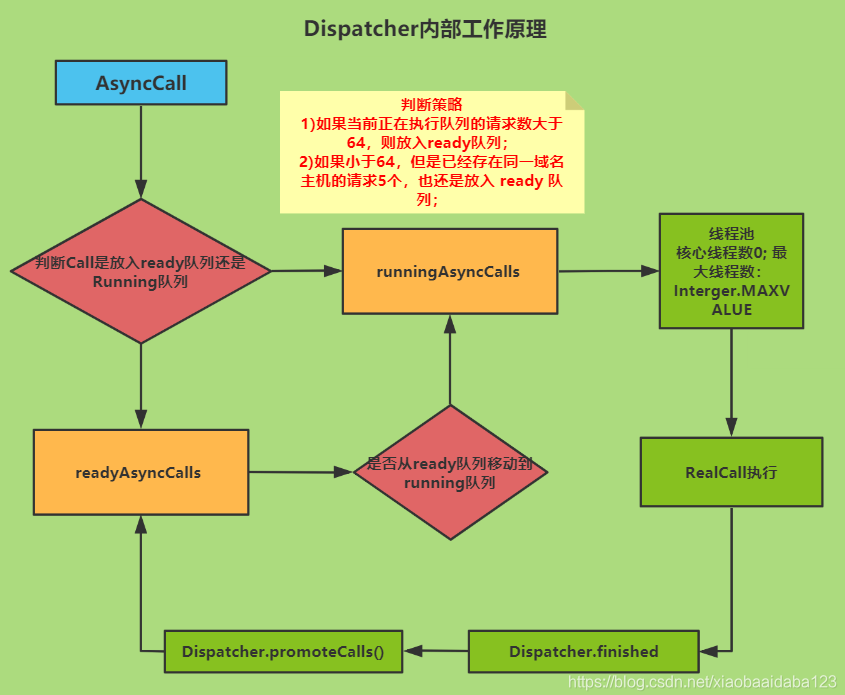 Dispatcher内部工作原理
AsyncCall
判断策略
1)如果当前正在执行队列的请求数大于
64，则放入ready队列；
2)如果小于64，但是已经存在同一域名
主机的请求5个，也还是放入 ready 队
列；
判断Call是放入ready队列还是
Running队列
runningAsyncCalls
线程池
核心线程数0; 最
大线程数：
Interger.MAXV
ALUE
readyAsyncCalls
是否从ready队列移动到
running队列
RealCall执行
Dispatcher.promoteCalls()
Dispatcher.finished
https://blog.csdn.net/xiaobaaidaba123